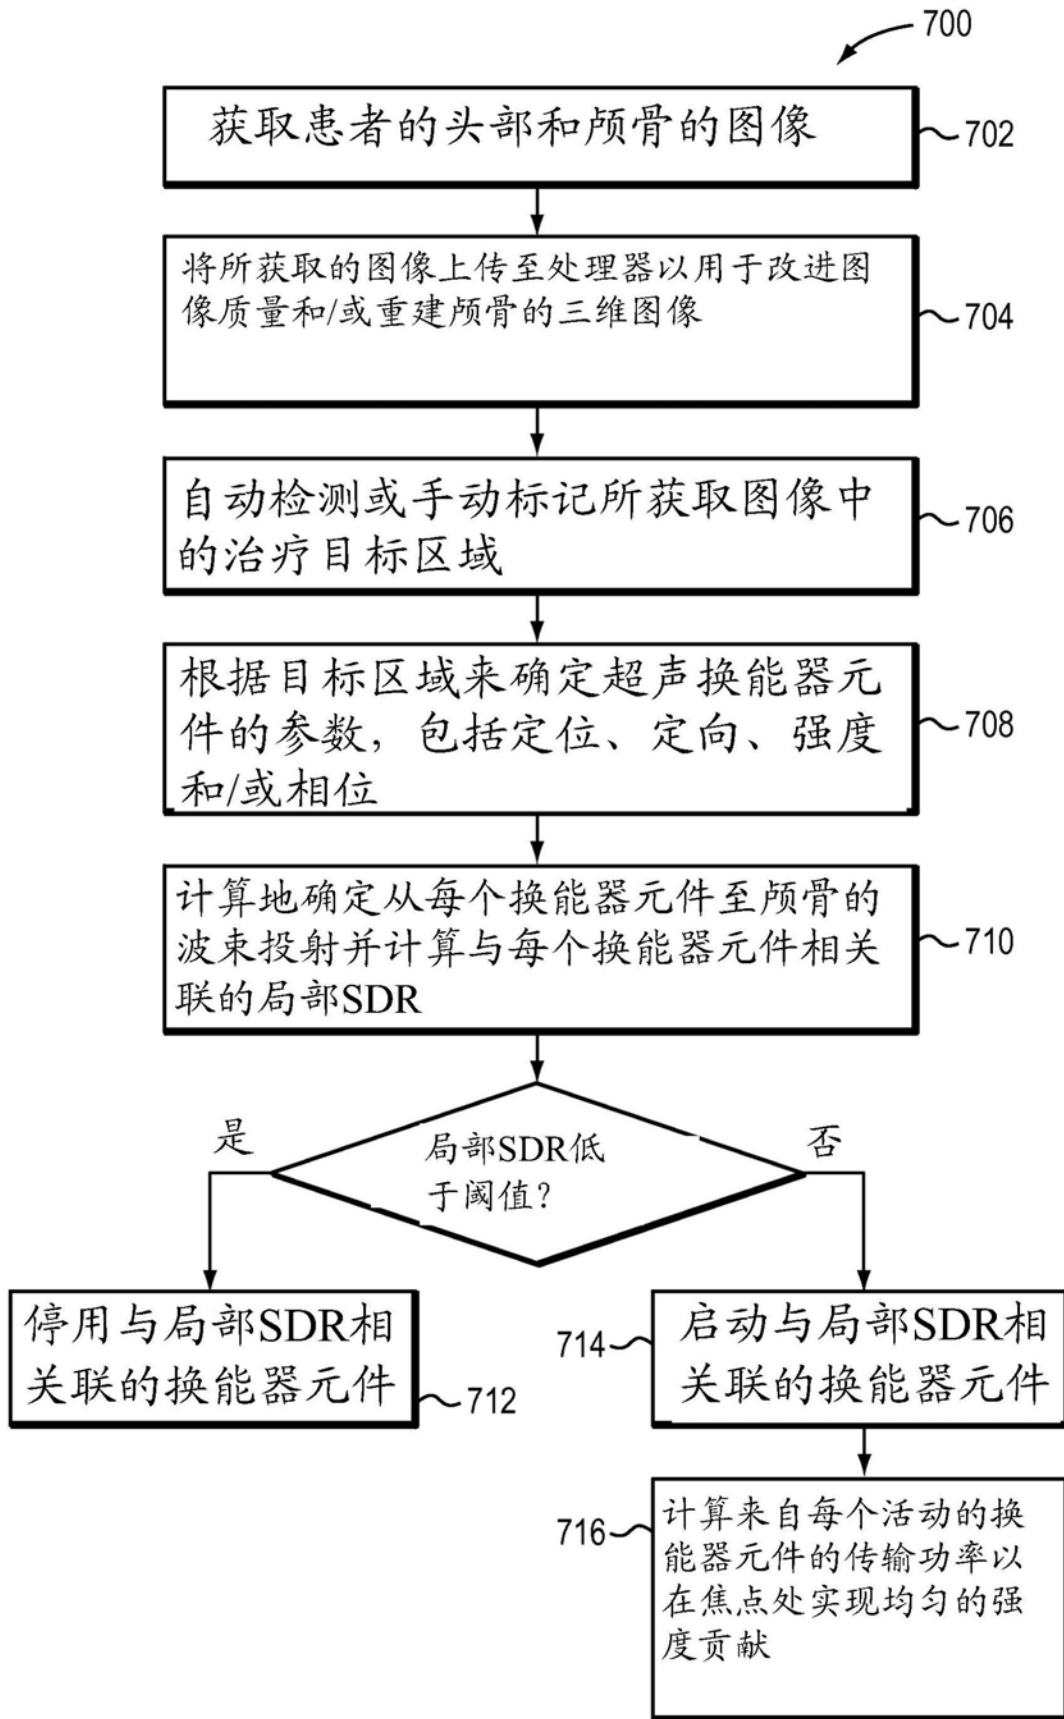 700
获取患者的头部和颅骨的图像
702
将所获取的图像上传至处理器以用于改进图
像质量和/或重建颅骨的三维图像
704
自动检测或手动标记所获取图像中
的治疗目标区域
706
根据目标区域来确定超声换能器元
件的参数，包括定位、定向、强度
和/或相位
708
计算地确定从每个换能器元件至颅骨的
波束投射并计算与每个换能器元件相关
联的局部SDR
710
是
局部SDR低
于阈值？
否
停用与局部SDR相
关联的换能器元件
712
714
启动与局部SDR相
关联的换能器元件
716
计算来自每个活动的换
能器元件的传输功率以
在焦点处实现均匀的强
度贡献